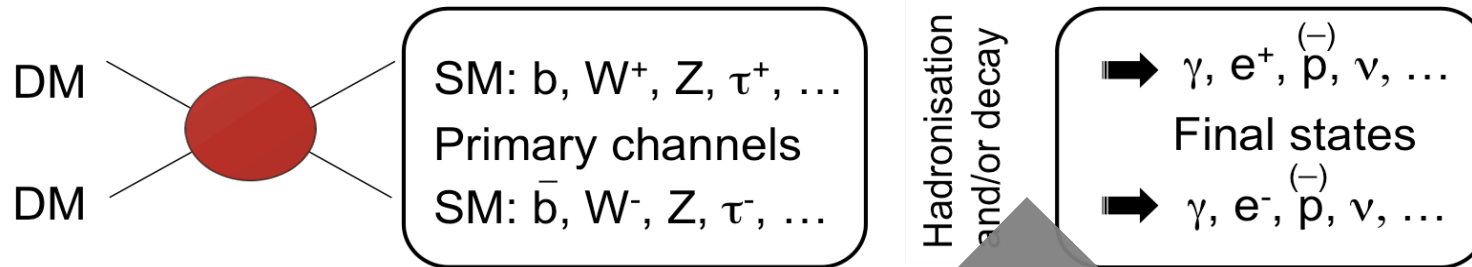 DM
DM
SM: b, W⁺, Z, τ⁺, …
Primary channels
SM: b̅, W⁻, Z, τ⁻, …
Hadronisation
and/or decay
γ, e⁺, p⁽⁻⁾, ν, …
Final states
γ, e⁻, p⁽⁻⁾, ν, …